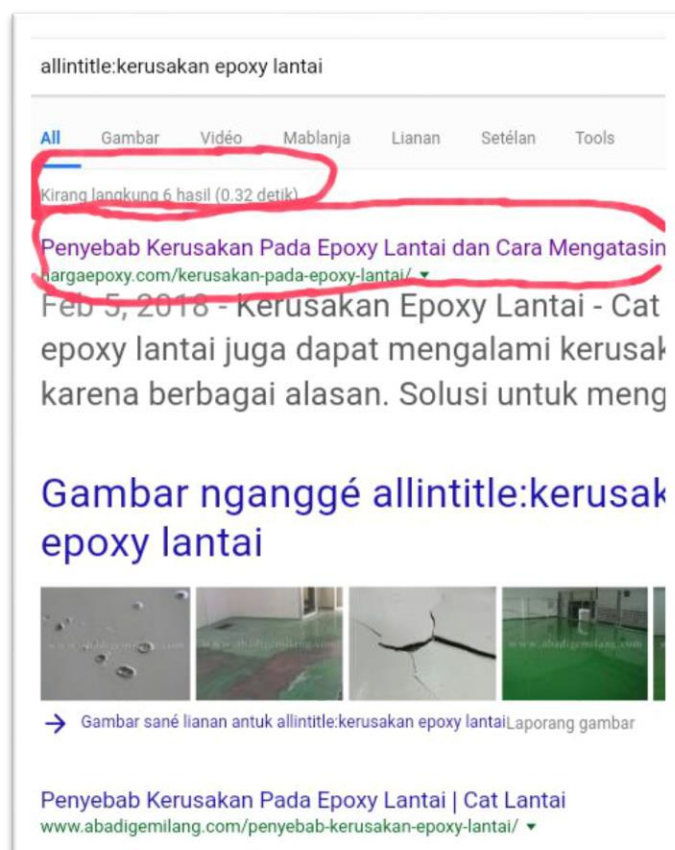 allintitle:kerusakan epoxy lantai
All Gambar Vidéo Mablanja Lianan Setélan Tools
Kirang langkung 6 hasil (0.32 detik)
Penyebab Kerusakan Pada Epoxy Lantai dan Cara Mengatasin
hargaepoxy.com/kerusakan-pada-epoxy-lantai/
Feb 5, 2018 - Kerusakan Epoxy Lantai - Cat
epoxy lantai juga dapat mengalami kerusak
karena berbagai alasan. Solusi untuk meng
Gambar nganggé allintitle:kerusak
epoxy lantai
www.abadigemilang.com
Gambar sané lianan antuk allintitle:kerusakan epoxy lantai Laporang gambar
Penyebab Kerusakan Pada Epoxy Lantai | Cat Lantai
www.abadigemilang.com/penyebab-kerusakan-epoxy-lantai/